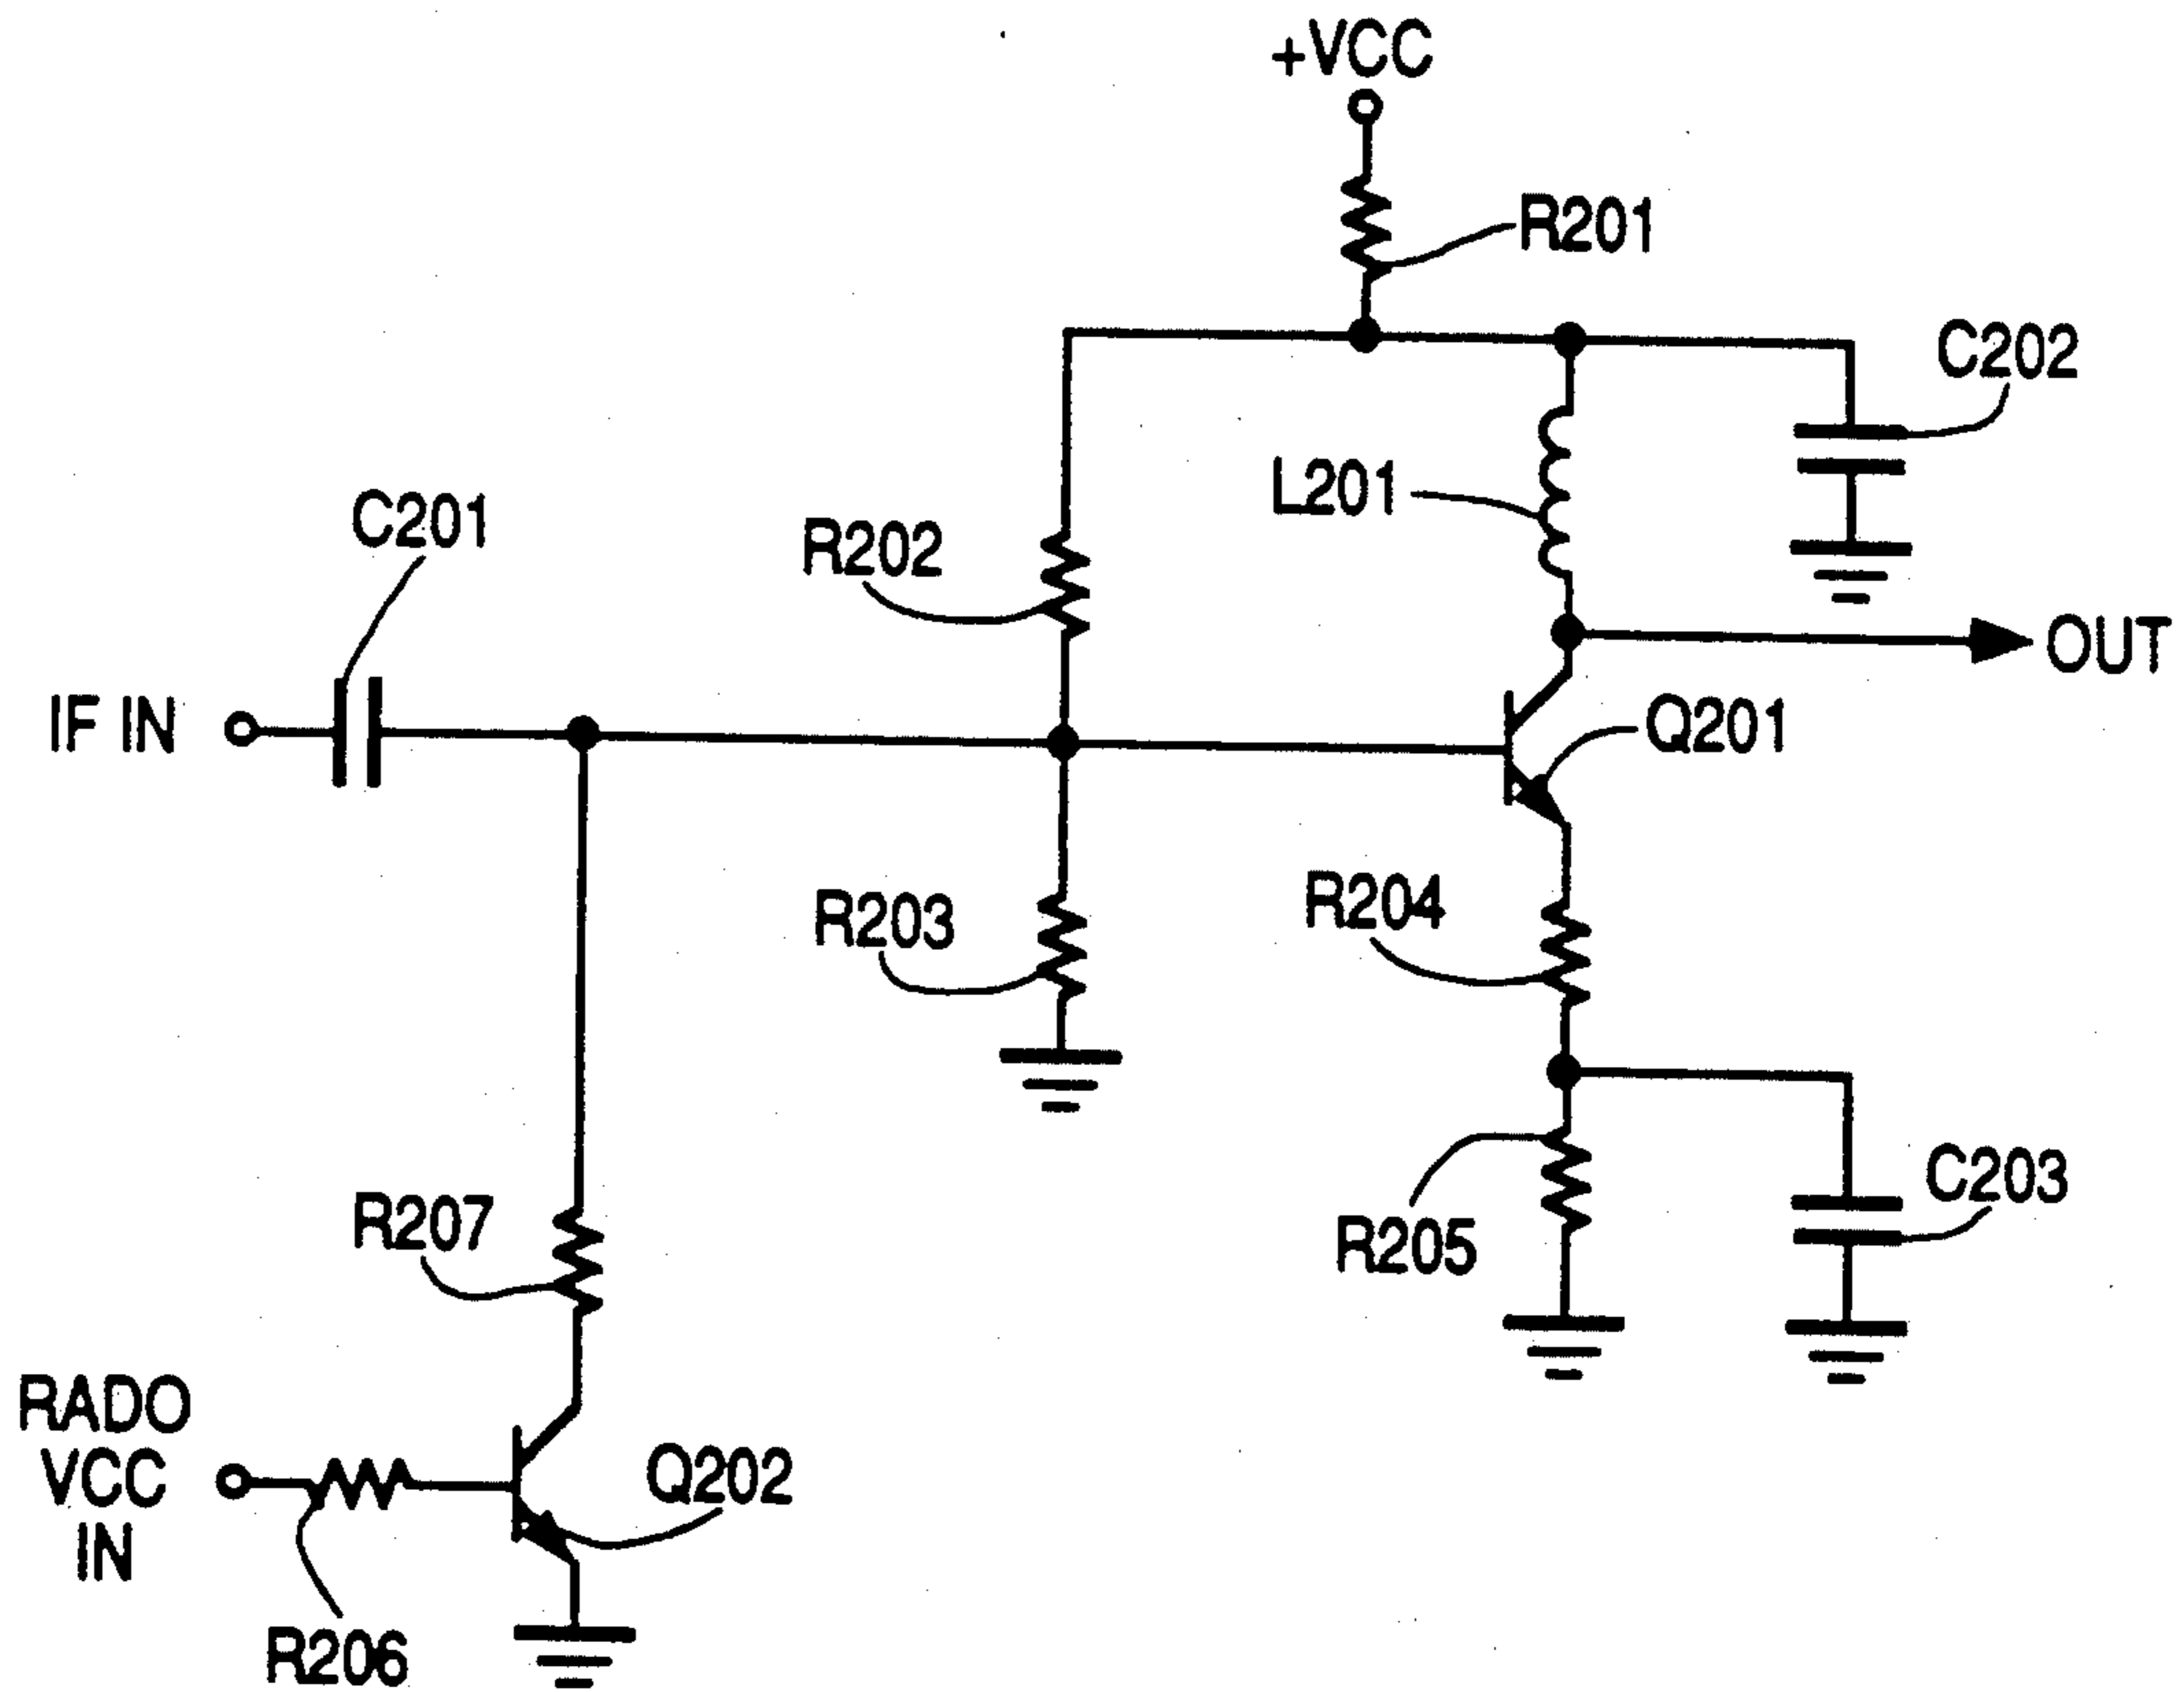 +VCC
R201
C202
L201
C201
R202
OUT
IF IN
Q201
R204
R203
C203
R207
R205
RADO
VCC
IN
Q202
R206